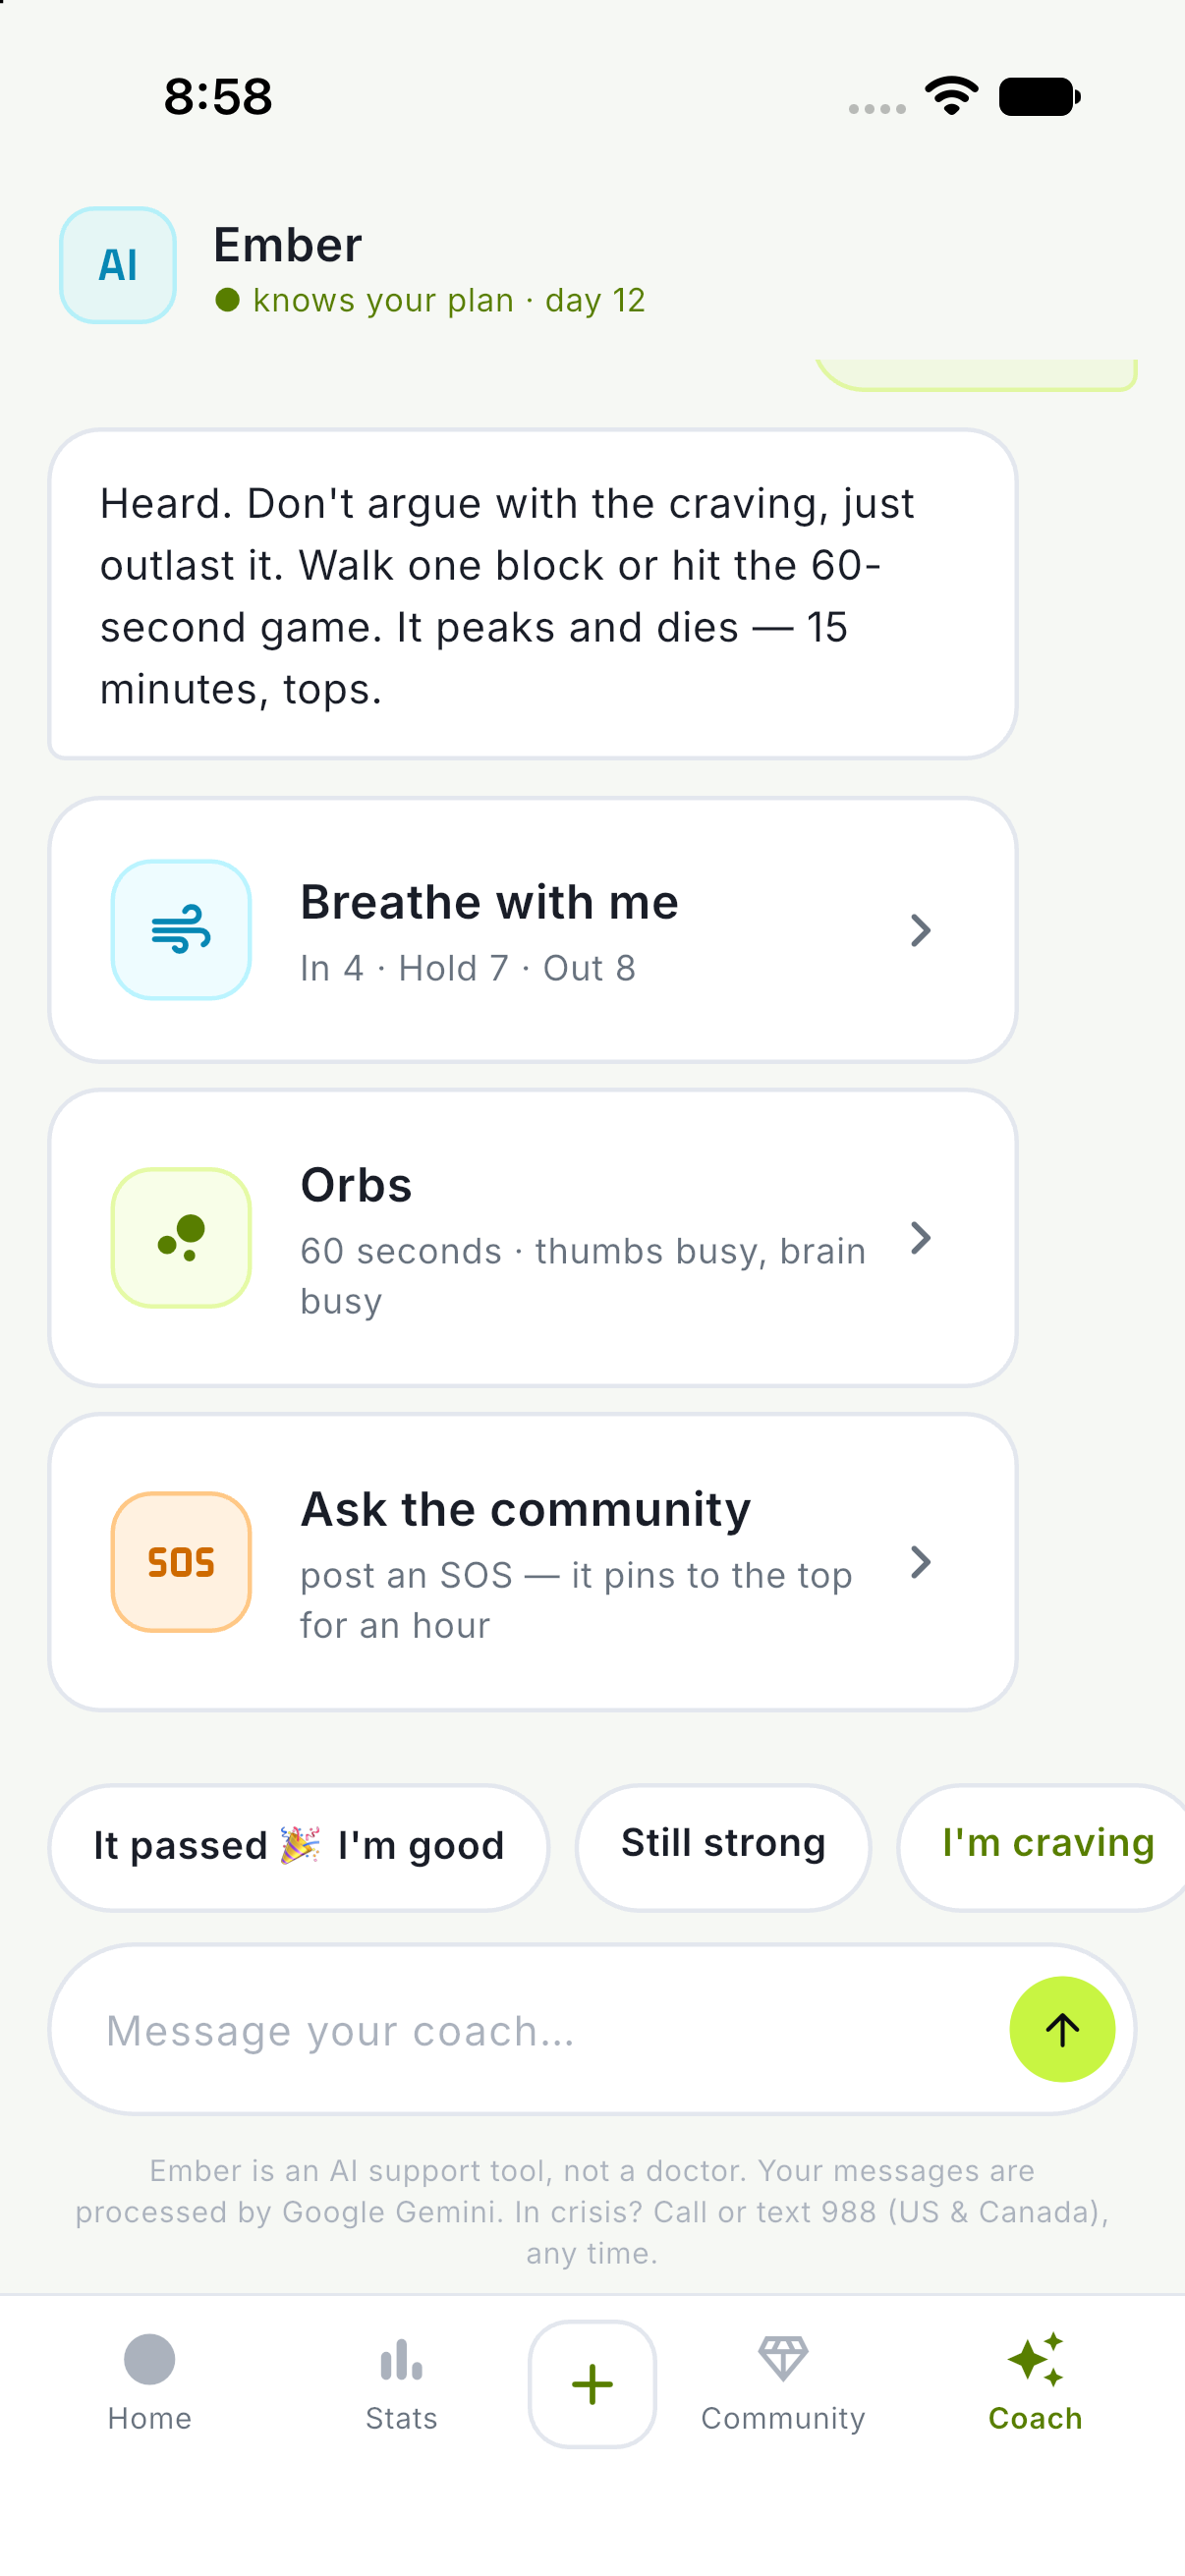 8:58
AI
Ember
knows your plan · day 12
Heard. Don't argue with the craving, just
outlast it. Walk one block or hit the 60-
second game. It peaks and dies — 15
minutes, tops.
Breathe with me
In 4 · Hold 7 · Out 8
Orbs
60 seconds · thumbs busy, brain
busy
SOS
Ask the community
post an SOS — it pins to the top
for an hour
It passed 🎉 I'm good
Still strong
I'm craving
Message your coach...
Ember is an AI support tool, not a doctor. Your messages are
processed by Google Gemini. In crisis? Call or text 988 (US & Canada),
any time.
Home
Stats
Community
Coach